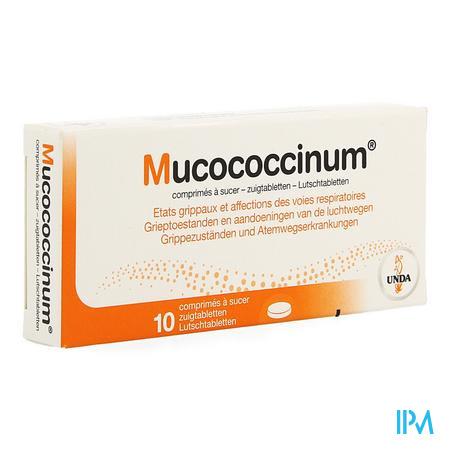 Mucococcinum®
comprimés à sucer – zuigtabletten – Lutschtabletten
Etats grippaux et affections des voies respiratoires
Grieptoestanden en aandoeningen van de luchtwegen
Grippezuständen und Atemwegserkrankungen
UNDA
10 comprimés à sucer
zuigtabletten
Lutschtabletten
Mucococcinum®
comprimés à sucer – zuigtabletten – Lutschtabletten
IPM